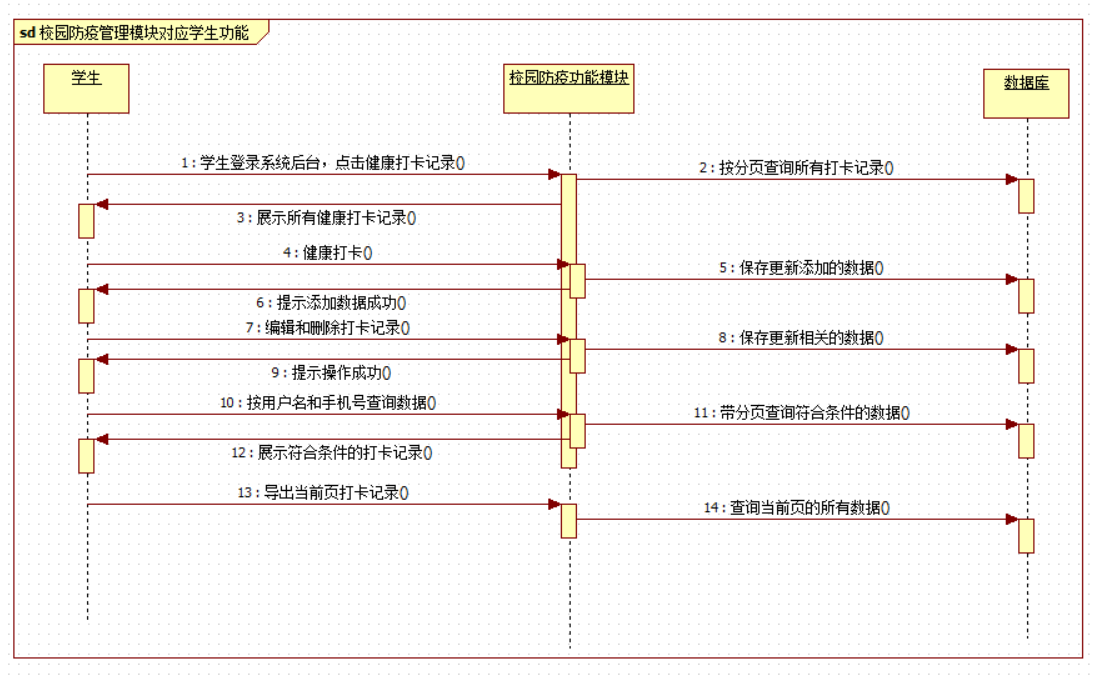 sd 校园防疫管理模块对应学生功能
学生
校园防疫功能模块
数据库
1 : 学生登录系统后台，点击健康打卡记录()
2 : 按分页查询所有打卡记录()
3 : 展示所有健康打卡记录()
4 : 健康打卡()
5 : 保存更新添加的数据()
6 : 提示添加数据成功()
7 : 编辑和删除打卡记录()
8 : 保存更新相关的数据()
9 : 提示操作成功()
10 : 按用户名和手机号查询数据()
11 : 带分页查询符合条件的数据()
12 : 展示符合条件的打卡记录()
13 : 导出当前页打卡记录()
14 : 查询当前页的所有数据()